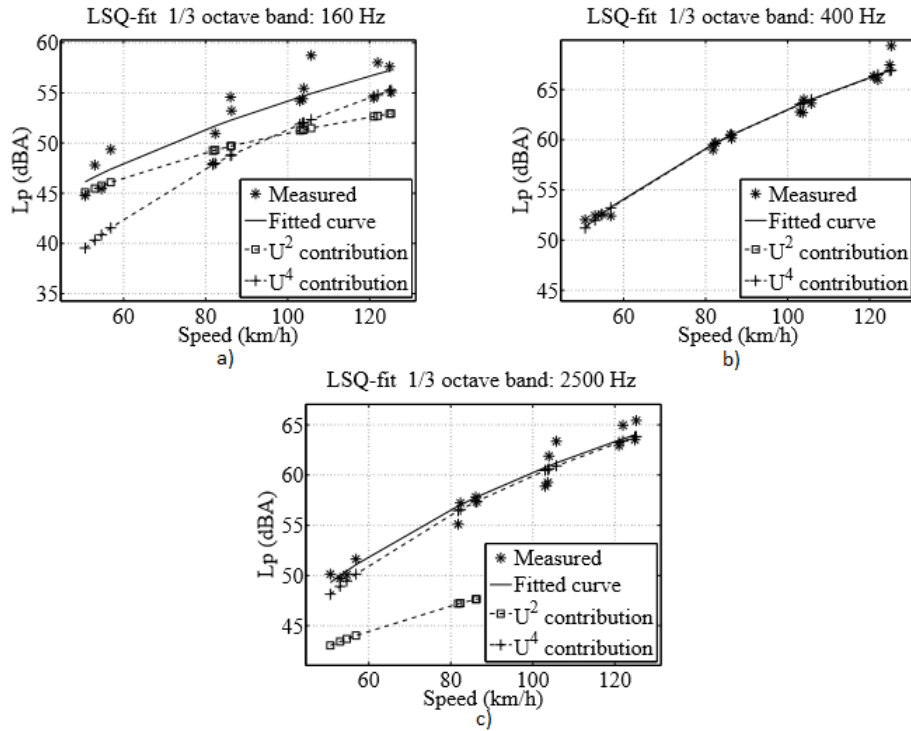 LSQ-fit 1/3 octave band: 160 Hz
60
55
50
45
40
35
Lp (dBA)
Measured
Fitted curve
U² contribution
U⁴ contribution
60 80 100 120
Speed (km/h)
a)
LSQ-fit 1/3 octave band: 400 Hz
65
60
55
50
45
Lp (dBA)
Measured
Fitted curve
U² contribution
U⁴ contribution
60 80 100 120
Speed (km/h)
b)
LSQ-fit 1/3 octave band: 2500 Hz
65
60
55
50
45
Lp (dBA)
Measured
Fitted curve
U² contribution
U⁴ contribution
60 80 100 120
Speed (km/h)
c)